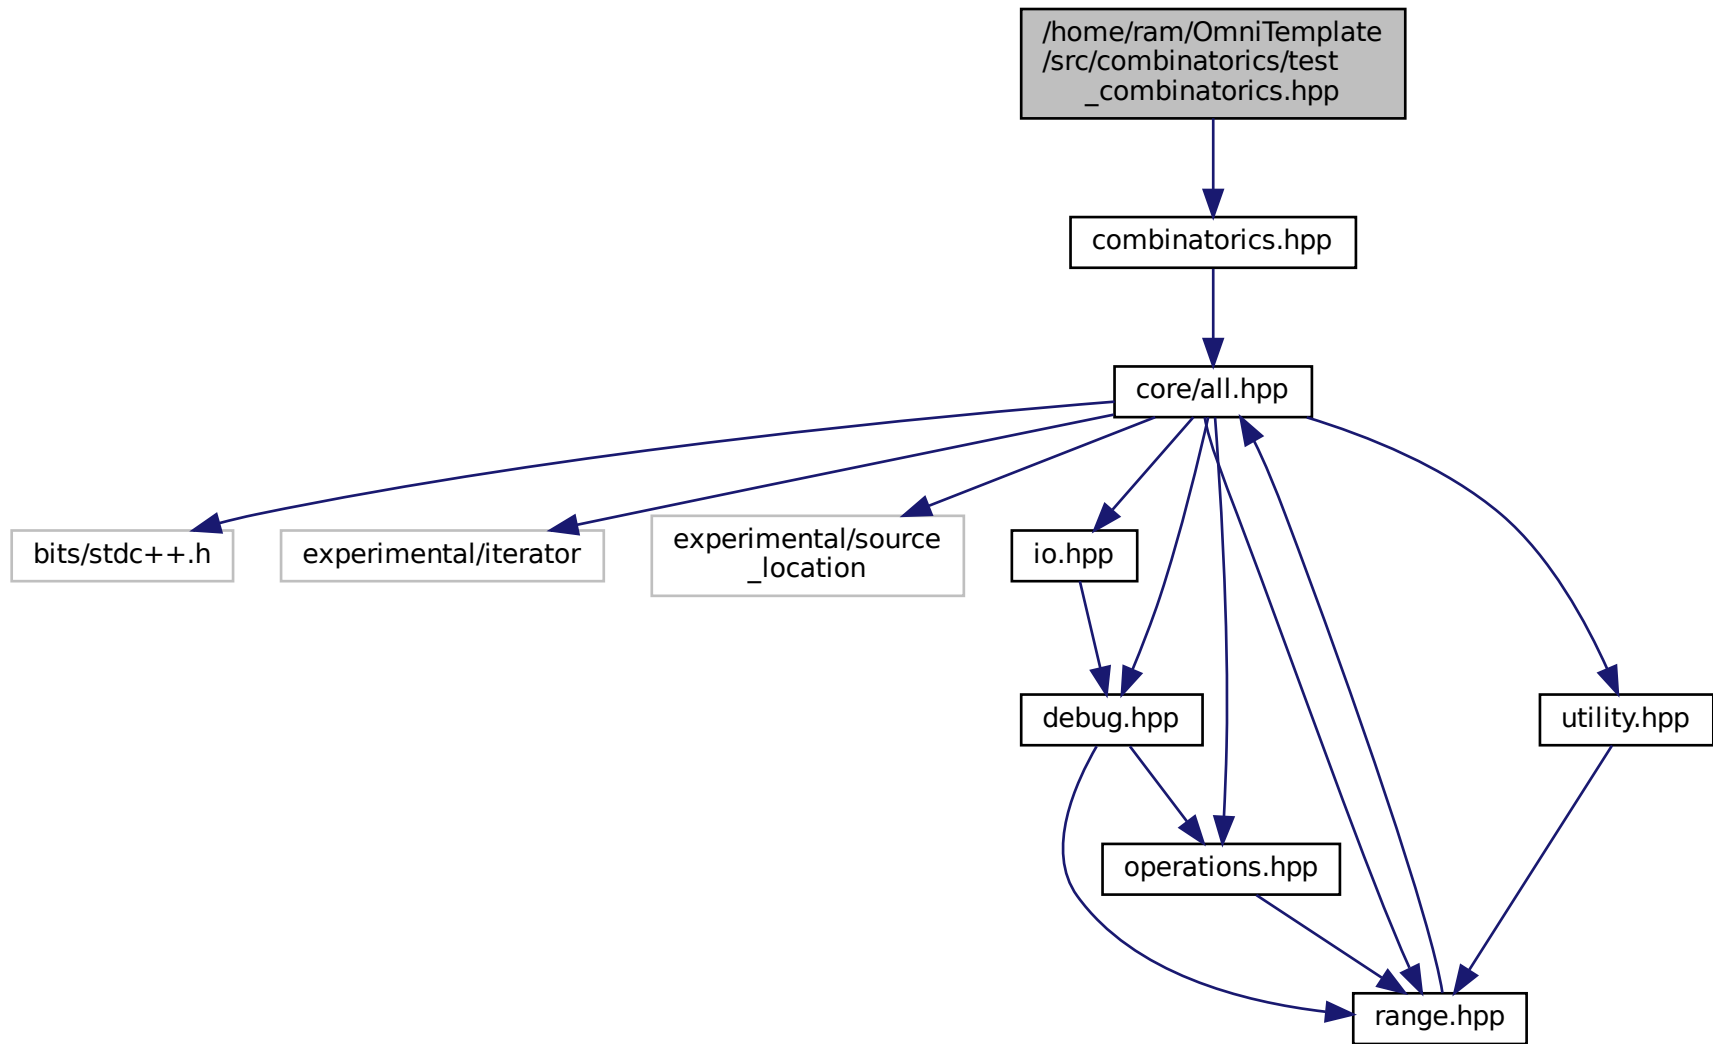 /home/ram/OmniTemplate
/src/combinatorics/test
_combinatorics.hpp
combinatorics.hpp
core/all.hpp
bits/stdc++.h
experimental/iterator
experimental/source
_location
io.hpp
debug.hpp
utility.hpp
operations.hpp
range.hpp